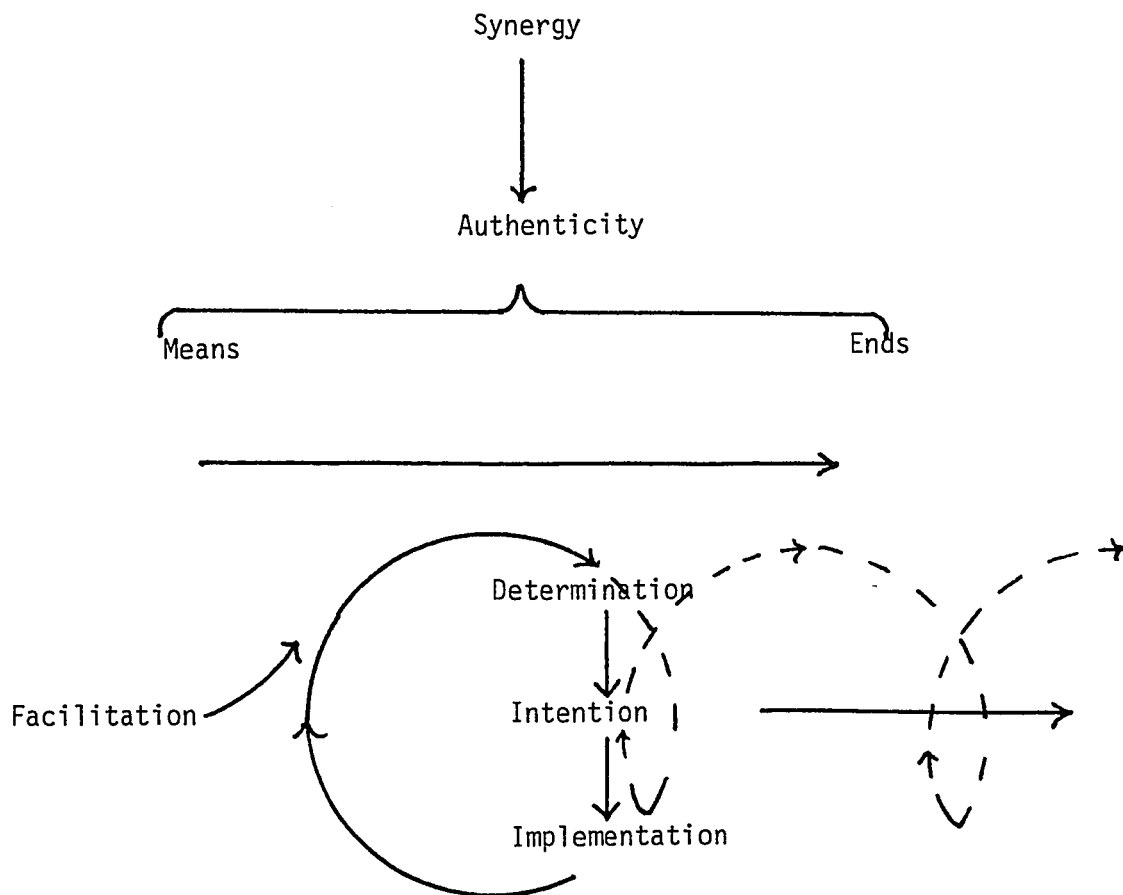 Synergy
Authenticity
Means
Ends
Determination
Facilitation
Intention
Implementation